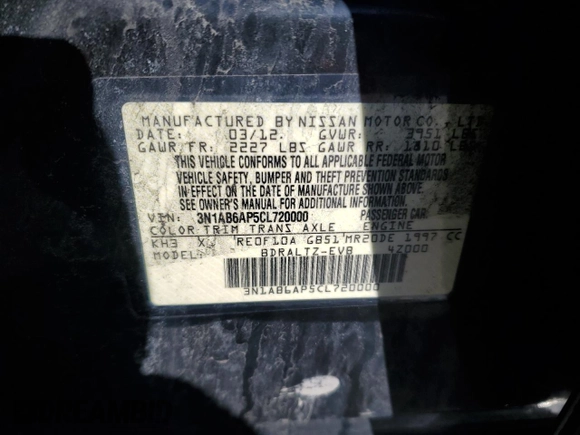 MANUFACTURED BY NISSAN MOTOR CO., LTD
DATE: 03/12 GVWR: 3951 LBS
GAWR FR: 2227 LBS GAWR RR: 1810 LBS
THIS VEHICLE CONFORMS TO ALL APPLICABLE FEDERAL MOTOR
VEHICLE SAFETY, BUMPER AND THEFT PREVENTION STANDARDS
IN EFFECT ON THE DATE OF MANUFACTURE SHOWN ABOVE.
SEE OWNER'S MANUAL FOR ADDITIONAL INFORMATION.
VIN: 3N1AB6AP5CL720000 PASSENGER CAR
COLOR TRIM TRANS AXLE ENGINE
KH3 X RE0F10A G851 MR20DE 1997 CC
MODEL: BDRALTZ-EVB 42000
3N1AB6AP5CL720000